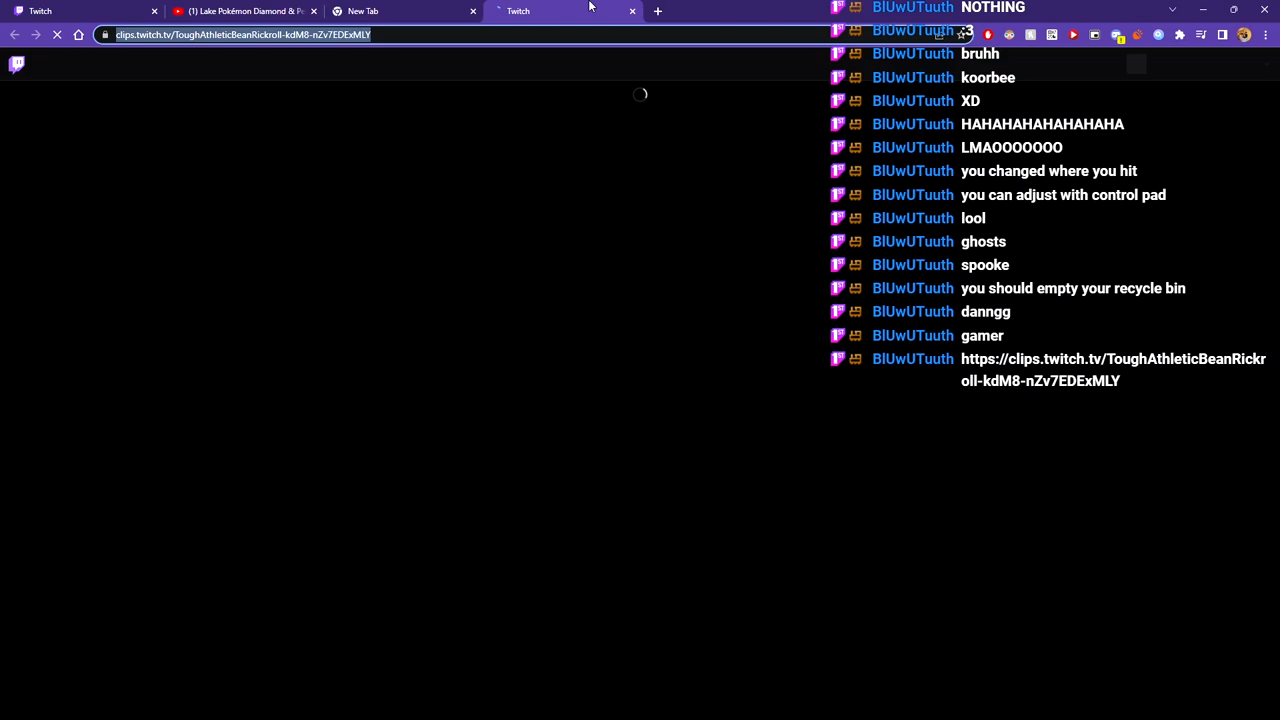 Twitch
(1) Lake Pokémon Diamond & Pe
New Tab
Twitch
clips.twitch.tv/ToughAthleticBeanRickroll-kdM8-nZv7EDExMLY
BlUwUTuuth NOTHING
BlUwUTuuth :3
BlUwUTuuth bruhh
BlUwUTuuth koorbee
BlUwUTuuth XD
BlUwUTuuth HAHAHAHAHAHAHAHA
BlUwUTuuth LMAOOOOOOO
BlUwUTuuth you changed where you hit
BlUwUTuuth you can adjust with control pad
BlUwUTuuth lool
BlUwUTuuth ghosts
BlUwUTuuth spooke
BlUwUTuuth you should empty your recycle bin
BlUwUTuuth danngg
BlUwUTuuth gamer
BlUwUTuuth https://clips.twitch.tv/ToughAthleticBeanRickr
oll-kdM8-nZv7EDExMLY